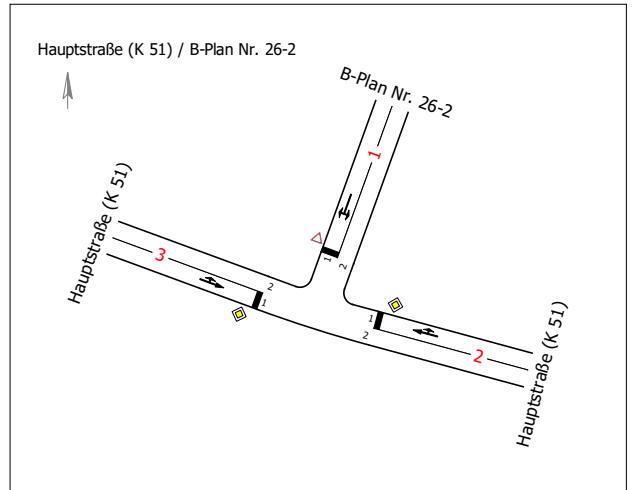 Hauptstraße (K 51) / B-Plan Nr. 26-2
B-Plan Nr. 26-2
1
1
2
Hauptstraße (K 51)
3
2
1
1
2
2
Hauptstraße (K 51)